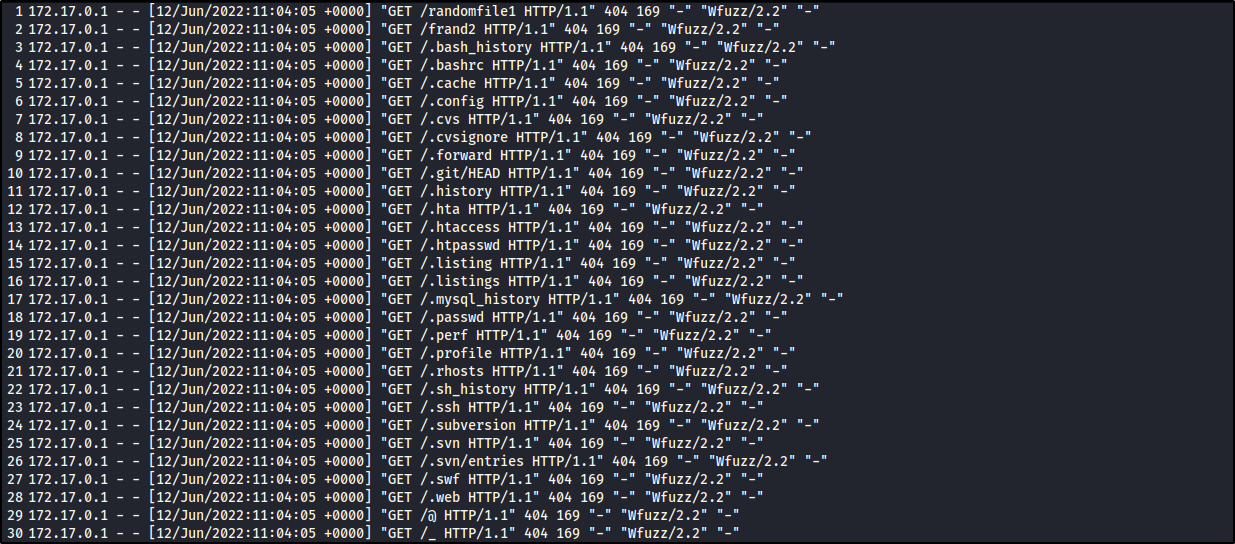 1 172.17.0.1 - - [12/Jun/2022:11:04:05 +0000] "GET /randomfile1 HTTP/1.1" 404 169 "-" "Wfuzz/2.2" "-"
2 172.17.0.1 - - [12/Jun/2022:11:04:05 +0000] "GET /frand2 HTTP/1.1" 404 169 "-" "Wfuzz/2.2" "-"
3 172.17.0.1 - - [12/Jun/2022:11:04:05 +0000] "GET /.bash_history HTTP/1.1" 404 169 "-" "Wfuzz/2.2" "-"
4 172.17.0.1 - - [12/Jun/2022:11:04:05 +0000] "GET /.bashrc HTTP/1.1" 404 169 "-" "Wfuzz/2.2" "-"
5 172.17.0.1 - - [12/Jun/2022:11:04:05 +0000] "GET /.cache HTTP/1.1" 404 169 "-" "Wfuzz/2.2" "-"
6 172.17.0.1 - - [12/Jun/2022:11:04:05 +0000] "GET /.config HTTP/1.1" 404 169 "-" "Wfuzz/2.2" "-"
7 172.17.0.1 - - [12/Jun/2022:11:04:05 +0000] "GET /.cvs HTTP/1.1" 404 169 "-" "Wfuzz/2.2" "-"
8 172.17.0.1 - - [12/Jun/2022:11:04:05 +0000] "GET /.cvsignore HTTP/1.1" 404 169 "-" "Wfuzz/2.2" "-"
9 172.17.0.1 - - [12/Jun/2022:11:04:05 +0000] "GET /.forward HTTP/1.1" 404 169 "-" "Wfuzz/2.2" "-"
10 172.17.0.1 - - [12/Jun/2022:11:04:05 +0000] "GET /.git/HEAD HTTP/1.1" 404 169 "-" "Wfuzz/2.2" "-"
11 172.17.0.1 - - [12/Jun/2022:11:04:05 +0000] "GET /.history HTTP/1.1" 404 169 "-" "Wfuzz/2.2" "-"
12 172.17.0.1 - - [12/Jun/2022:11:04:05 +0000] "GET /.hta HTTP/1.1" 404 169 "-" "Wfuzz/2.2" "-"
13 172.17.0.1 - - [12/Jun/2022:11:04:05 +0000] "GET /.htaccess HTTP/1.1" 404 169 "-" "Wfuzz/2.2" "-"
14 172.17.0.1 - - [12/Jun/2022:11:04:05 +0000] "GET /.htpasswd HTTP/1.1" 404 169 "-" "Wfuzz/2.2" "-"
15 172.17.0.1 - - [12/Jun/2022:11:04:05 +0000] "GET /.listing HTTP/1.1" 404 169 "-" "Wfuzz/2.2" "-"
16 172.17.0.1 - - [12/Jun/2022:11:04:05 +0000] "GET /.listings HTTP/1.1" 404 169 "-" "Wfuzz/2.2" "-"
17 172.17.0.1 - - [12/Jun/2022:11:04:05 +0000] "GET /.mysql_history HTTP/1.1" 404 169 "-" "Wfuzz/2.2" "-"
18 172.17.0.1 - - [12/Jun/2022:11:04:05 +0000] "GET /.passwd HTTP/1.1" 404 169 "-" "Wfuzz/2.2" "-"
19 172.17.0.1 - - [12/Jun/2022:11:04:05 +0000] "GET /.perf HTTP/1.1" 404 169 "-" "Wfuzz/2.2" "-"
20 172.17.0.1 - - [12/Jun/2022:11:04:05 +0000] "GET /.profile HTTP/1.1" 404 169 "-" "Wfuzz/2.2" "-"
21 172.17.0.1 - - [12/Jun/2022:11:04:05 +0000] "GET /.rhosts HTTP/1.1" 404 169 "-" "Wfuzz/2.2" "-"
22 172.17.0.1 - - [12/Jun/2022:11:04:05 +0000] "GET /.sh_history HTTP/1.1" 404 169 "-" "Wfuzz/2.2" "-"
23 172.17.0.1 - - [12/Jun/2022:11:04:05 +0000] "GET /.ssh HTTP/1.1" 404 169 "-" "Wfuzz/2.2" "-"
24 172.17.0.1 - - [12/Jun/2022:11:04:05 +0000] "GET /.subversion HTTP/1.1" 404 169 "-" "Wfuzz/2.2" "-"
25 172.17.0.1 - - [12/Jun/2022:11:04:05 +0000] "GET /.svn HTTP/1.1" 404 169 "-" "Wfuzz/2.2" "-"
26 172.17.0.1 - - [12/Jun/2022:11:04:05 +0000] "GET /.svn/entries HTTP/1.1" 404 169 "-" "Wfuzz/2.2" "-"
27 172.17.0.1 - - [12/Jun/2022:11:04:05 +0000] "GET /.swf HTTP/1.1" 404 169 "-" "Wfuzz/2.2" "-"
28 172.17.0.1 - - [12/Jun/2022:11:04:05 +0000] "GET /.web HTTP/1.1" 404 169 "-" "Wfuzz/2.2" "-"
29 172.17.0.1 - - [12/Jun/2022:11:04:05 +0000] "GET /@ HTTP/1.1" 404 169 "-" "Wfuzz/2.2" "-"
30 172.17.0.1 - - [12/Jun/2022:11:04:05 +0000] "GET /_ HTTP/1.1" 404 169 "-" "Wfuzz/2.2" "-"